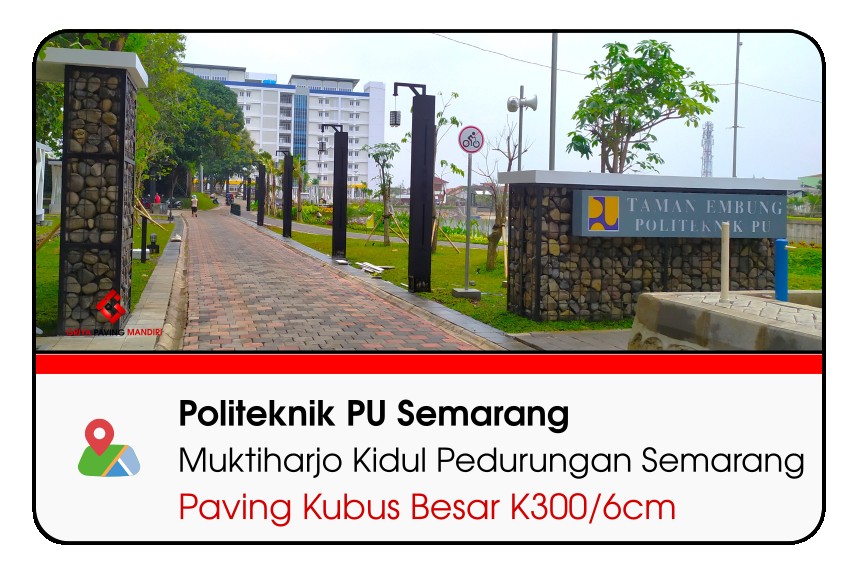 TAMAN EMBUNG
POLITEKNIK PU
PAVING MANDIRI
Politeknik PU Semarang
Muktiharjo Kidul Pedurungan Semarang
Paving Kubus Besar K300/6cm